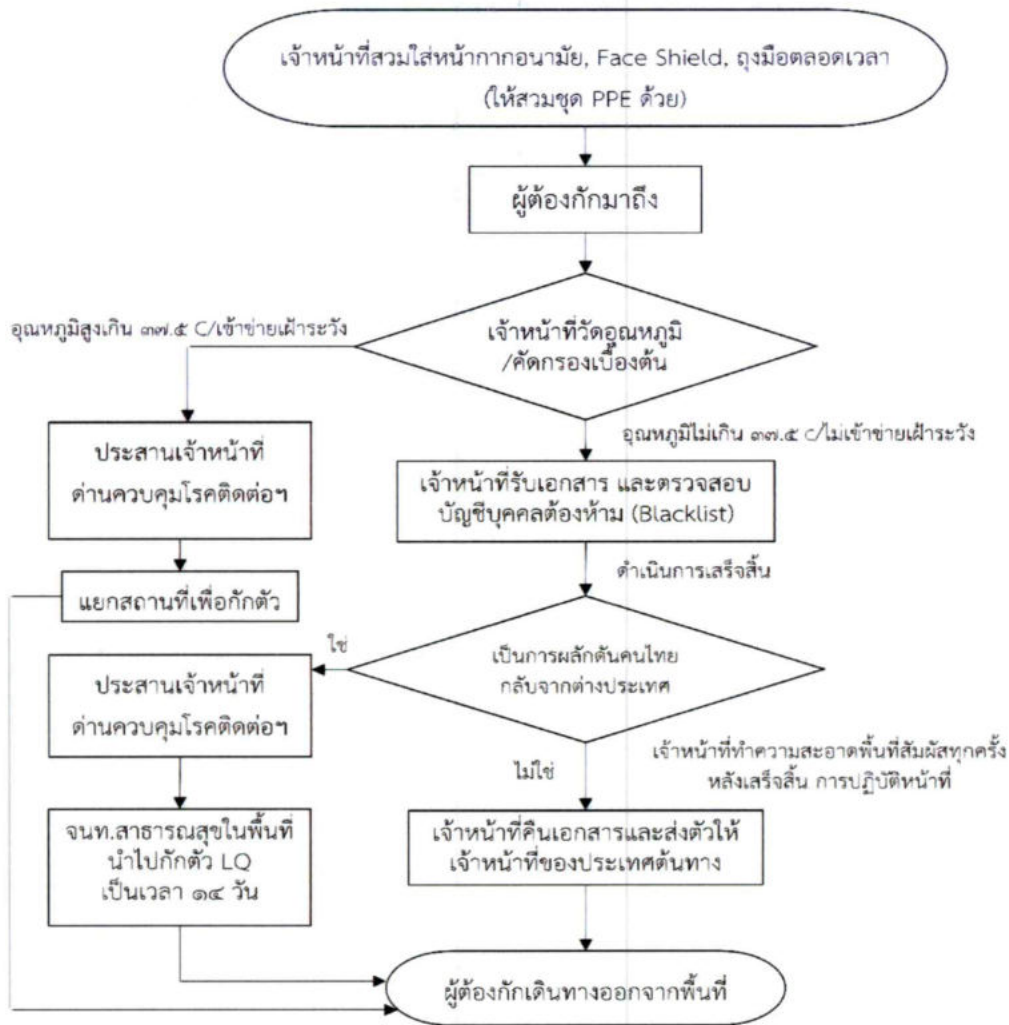 เจ้าหน้าที่สวมใส่หน้ากากอนามัย, Face Shield, ถุงมือตลอดเวลา
(ให้สวมชุด PPE ด้วย)
ผู้ต้องกักมาถึง
อุณหภูมิสูงเกิน ๓๗.๕ C/เข้าข่ายเฝ้าระวัง
เจ้าหน้าที่วัดอุณหภูมิ
/คัดกรองเบื้องต้น
อุณหภูมิไม่เกิน ๓๗.๕ C/ไม่เข้าข่ายเฝ้าระวัง
ประสานเจ้าหน้าที่
ด่านควบคุมโรคติดต่อฯ
เจ้าหน้าที่รับเอกสาร และตรวจสอบ
บัญชีบุคคลต้องห้าม (Blacklist)
ดำเนินการเสร็จสิ้น
แยกสถานที่เพื่อกักตัว
ใช่
เป็นการผลักดันคนไทย
กลับจากต่างประเทศ
ประสานเจ้าหน้าที่
ด่านควบคุมโรคติดต่อฯ
ไม่ใช่
เจ้าหน้าที่ทำความสะอาดพื้นที่สัมผัสทุกครั้ง
หลังเสร็จสิ้น การปฏิบัติหน้าที่
จนท.สาธารณสุขในพื้นที่
นำไปกักตัว LQ
เป็นเวลา ๑๔ วัน
เจ้าหน้าที่คืนเอกสารและส่งตัวให้
เจ้าหน้าที่ของประเทศต้นทาง
ผู้ต้องกักเดินทางออกจากพื้นที่